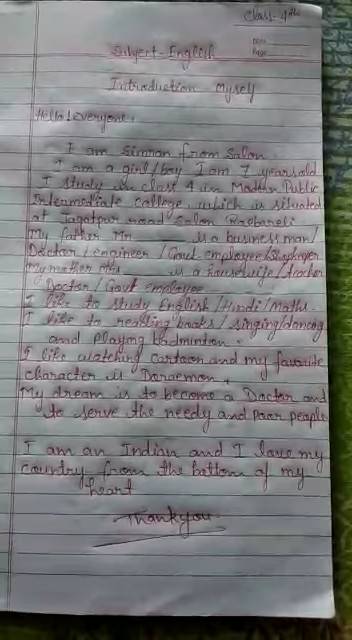 Class- 4th
Date
Page
Subject- English
Introduction - Myself
Hello! everyone!
I am Simran from Salon.
I am a girl/boy I am 7 years old
I study in class 4 in Modern Public
Intermediate college, which is situated
at Jagatpur road Salon Raebareli
My father Mr. is a business man/
Doctor/engineer/Govt employee/Shopkeeper
My mother Mrs is a housewife/teacher
Doctor/Govt employee
I like to study English/Hindi/Maths.
I like to reading books/singing/dancing
and playing badminton.
I like watching cartoon and my favourite
character is Doraemon.
My dream is to become a Doctor and
to serve the needy and poor people
I am an Indian and I love my
country from the bottom of my
heart
Thankyou